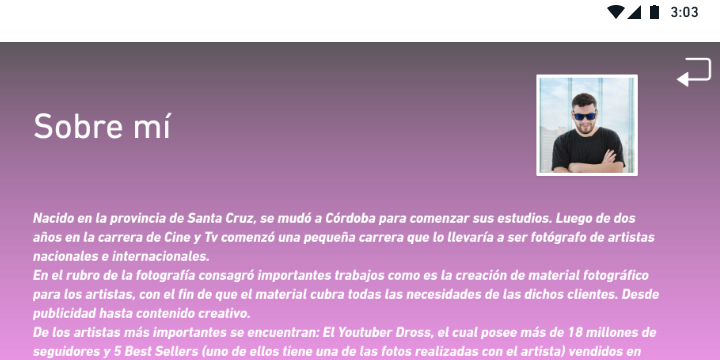 3:03
Sobre mí
Nacido en la provincia de Santa Cruz, se mudó a Córdoba para comenzar sus estudios. Luego de dos
años en la carrera de Cine y Tv comenzó una pequeña carrera que lo llevaría a ser fotógrafo de artistas
nacionales e internacionales.
En el rubro de la fotografía consagró importantes trabajos como es la creación de material fotográfico
para los artistas, con el fin de que el material cubra todas las necesidades de las dichos clientes. Desde
publicidad hasta contenido creativo.
De los artistas más importantes se encuentran: El Youtuber Dross, el cual posee más de 18 millones de
seguidores y 5 Best Sellers (uno de ellos tiene una de las fotos realizadas con el artista) vendidos en